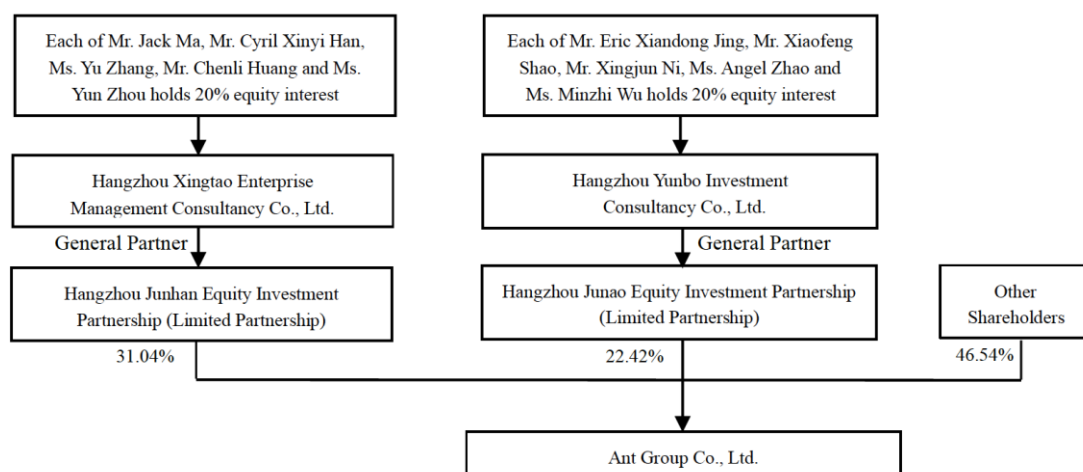 Each of Mr. Jack Ma, Mr. Cyril Xinyi Han,
Ms. Yu Zhang, Mr. Chenli Huang and Ms.
Yun Zhou holds 20% equity interest
Each of Mr. Eric Xiandong Jing, Mr. Xiaofeng
Shao, Mr. Xingjun Ni, Ms. Angel Zhao and
Ms. Minzhi Wu holds 20% equity interest
Hangzhou Xingtao Enterprise
Management Consultancy Co., Ltd.
Hangzhou Yunbo Investment
Consultancy Co., Ltd.
General Partner
General Partner
Hangzhou Junhan Equity Investment
Partnership (Limited Partnership)
Hangzhou Junao Equity Investment Partnership
(Limited Partnership)
Other
Shareholders
31.04%
22.42%
46.54%
Ant Group Co., Ltd.